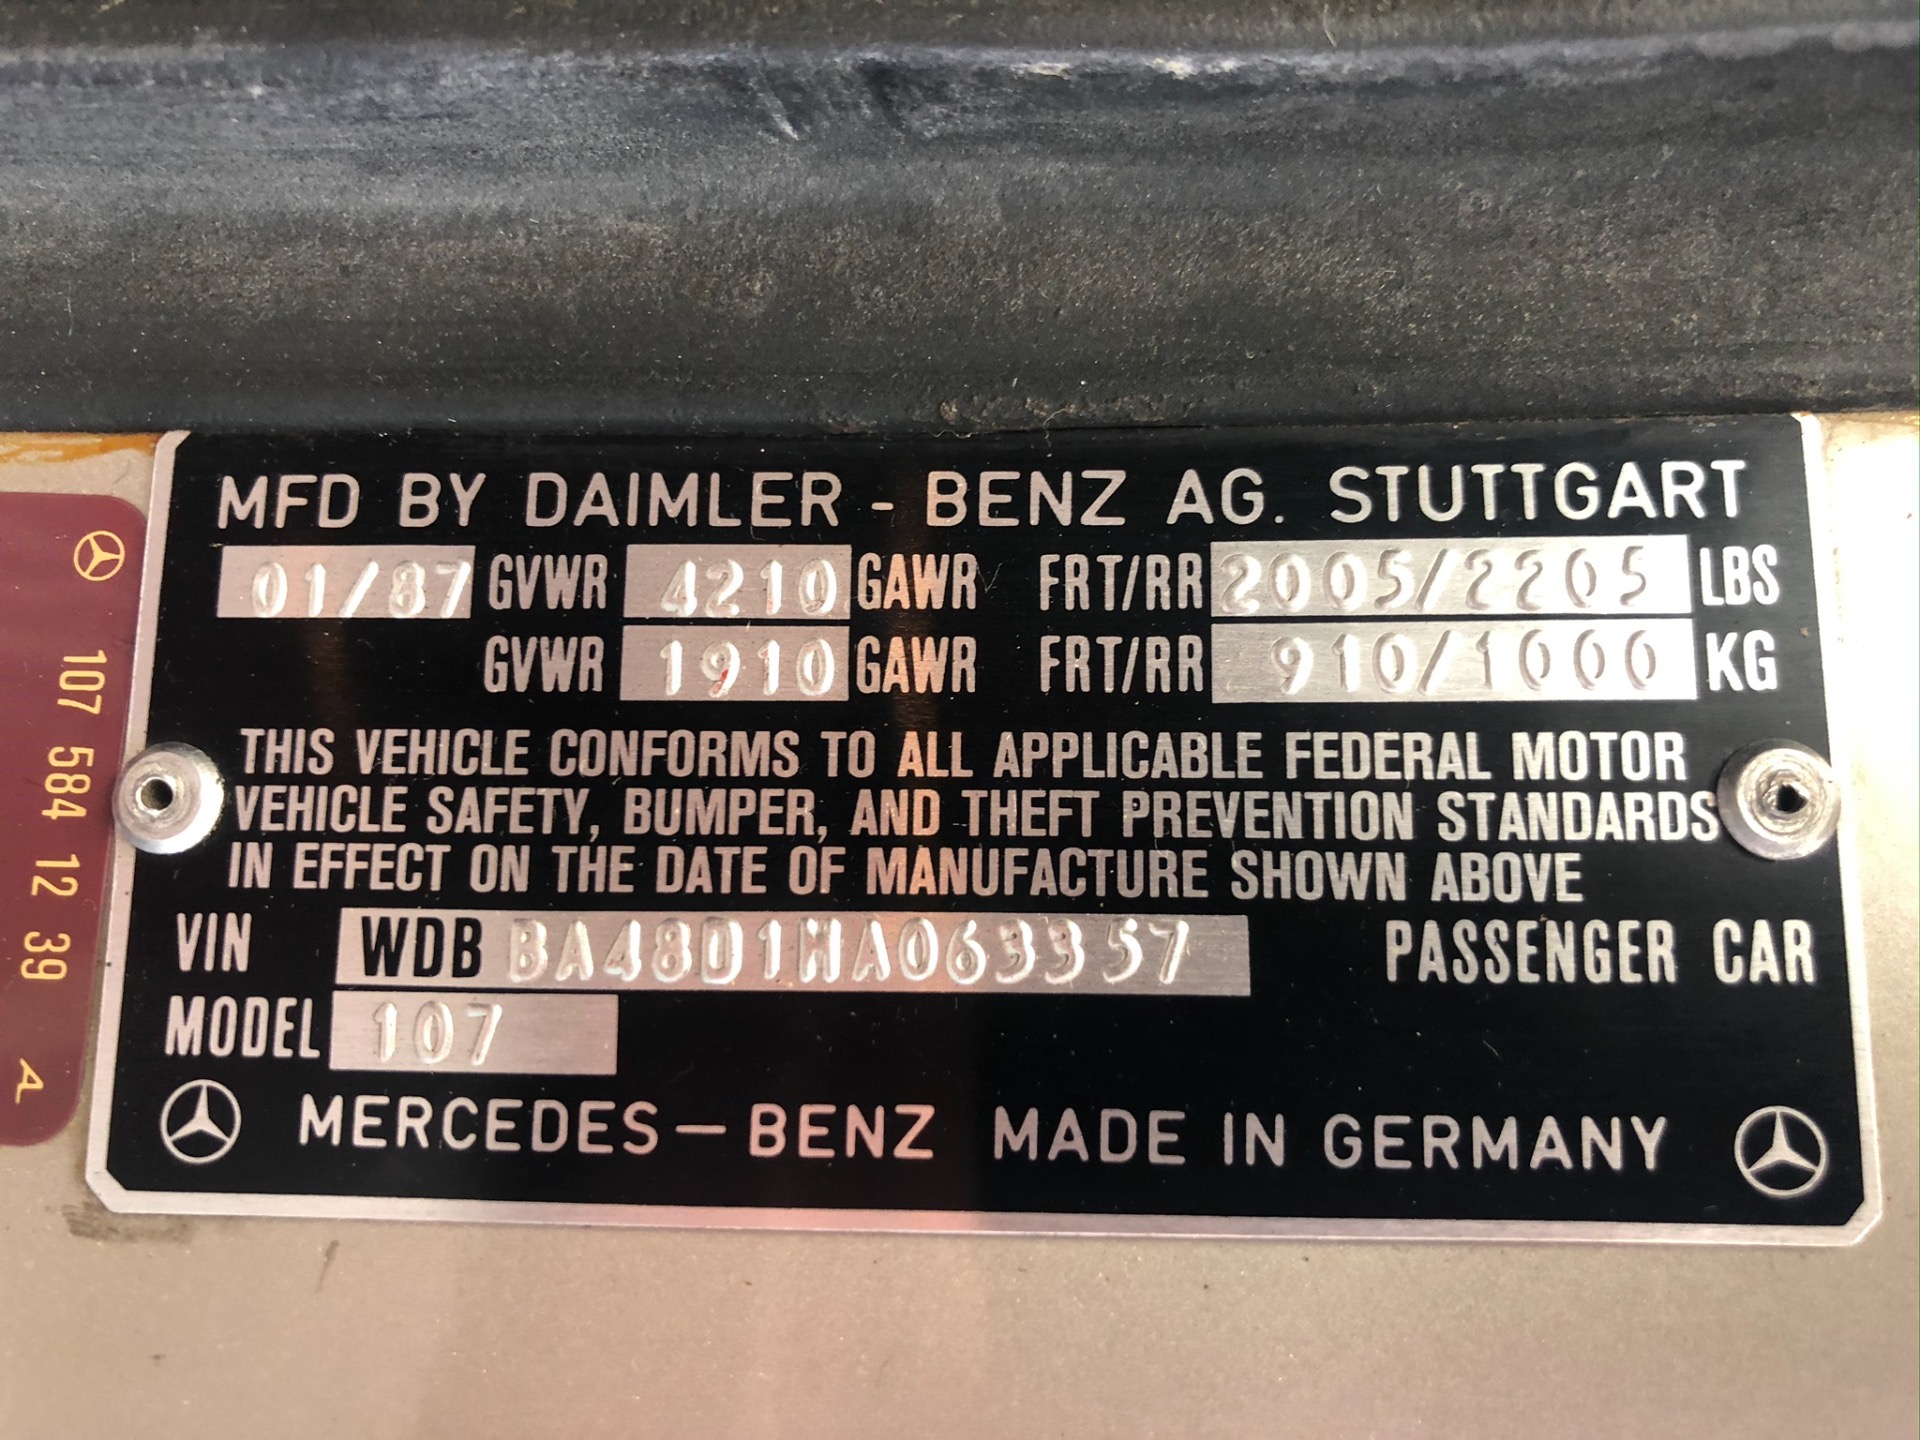 MFD BY DAIMLER - BENZ AG. STUTTGART
01/87 GVWR 4210 GAWR FRT/RR 2005/2205 LBS
GVWR 1910 GAWR FRT/RR 910/1000 KG
THIS VEHICLE CONFORMS TO ALL APPLICABLE FEDERAL MOTOR
VEHICLE SAFETY, BUMPER, AND THEFT PREVENTION STANDARDS
IN EFFECT ON THE DATE OF MANUFACTURE SHOWN ABOVE
VIN WDB BA48D1HA063357 PASSENGER CAR
MODEL 107
MERCEDES-BENZ MADE IN GERMANY
107 584 12 39 A